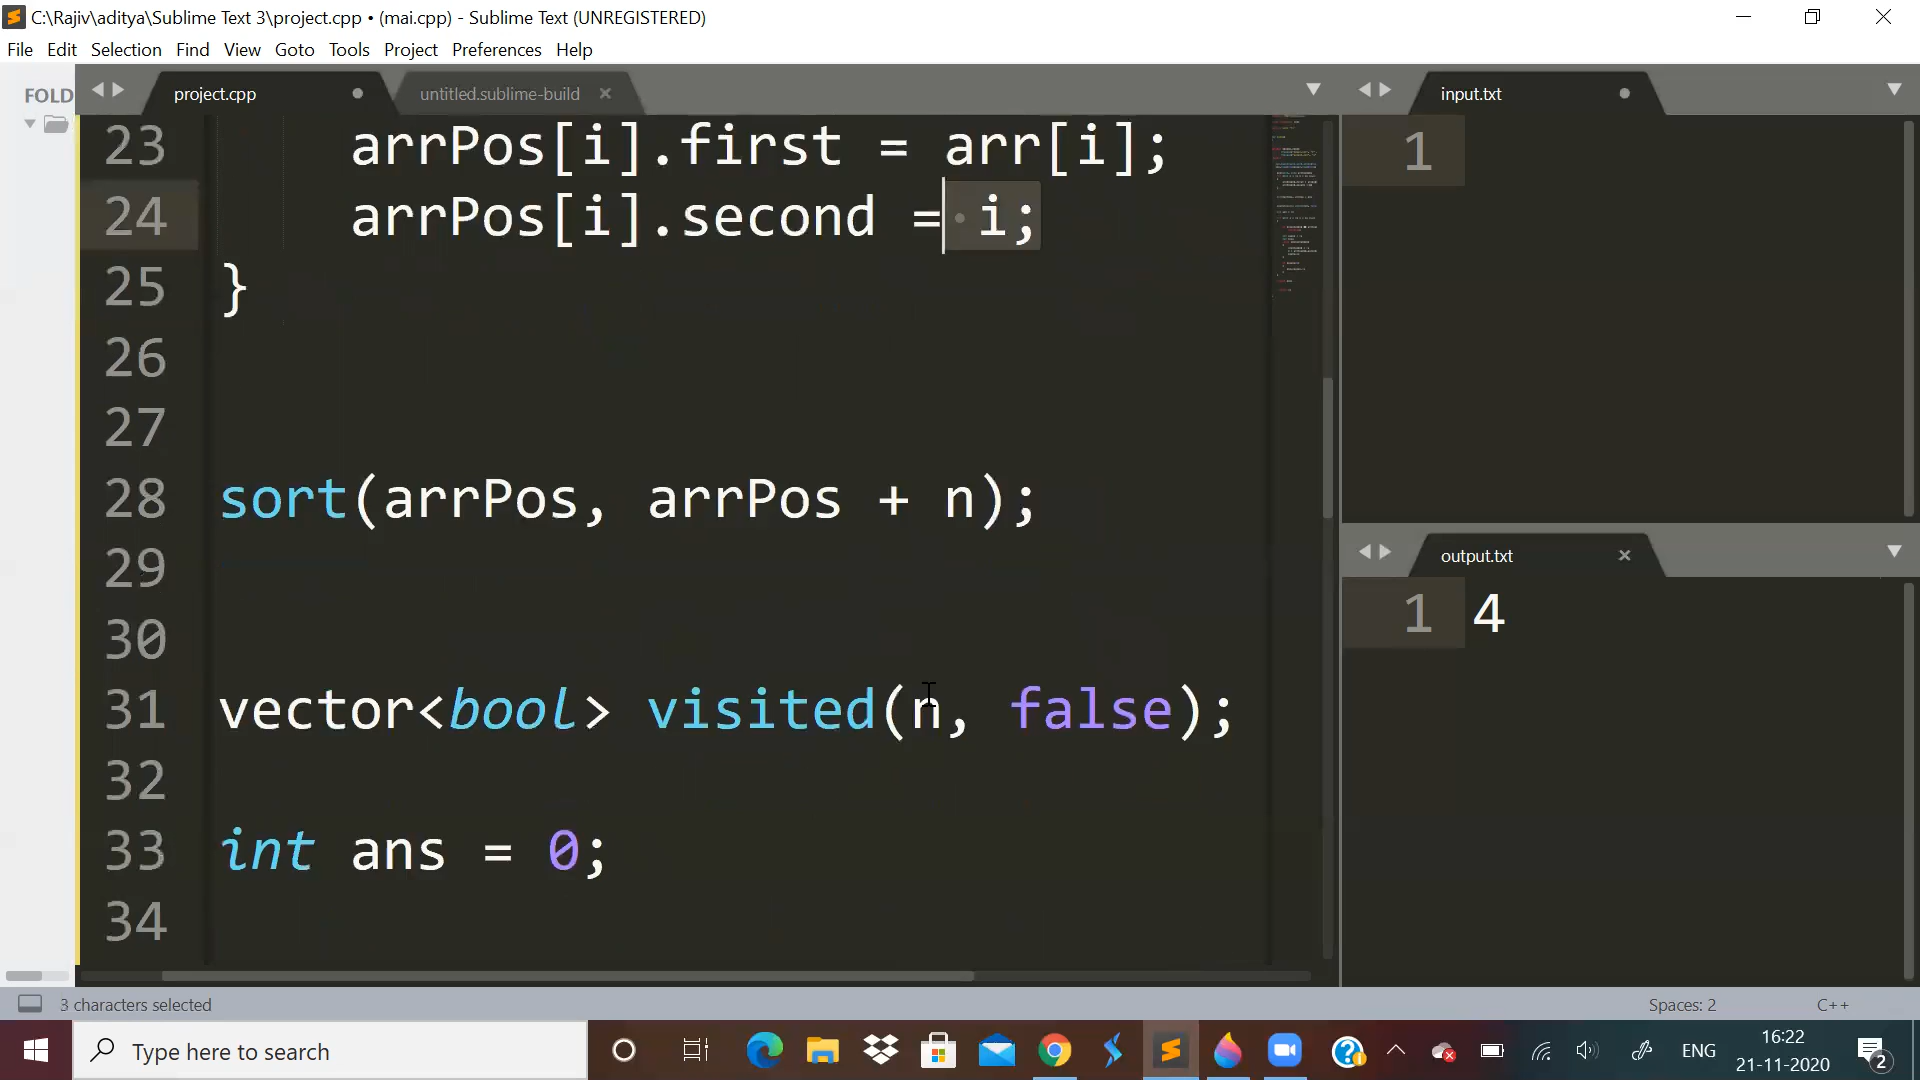 C:\Rajiv\aditya\Sublime Text 3\project.cpp • (mai.cpp) - Sublime Text (UNREGISTERED)
File Edit Selection Find View Goto Tools Project Preferences Help
FOLD
project.cpp
untitled.sublime-build
23 arrPos[i].first = arr[i];
24 arrPos[i].second = i;
25 }
26
27
28 sort(arrPos, arrPos + n);
29
30
31 vector<bool> visited(n, false);
32
33 int ans = 0;
34
input.txt
1
output.txt
1 4
3 characters selected
Spaces: 2
C++
Type here to search
ENG
16:22
21-11-2020
2